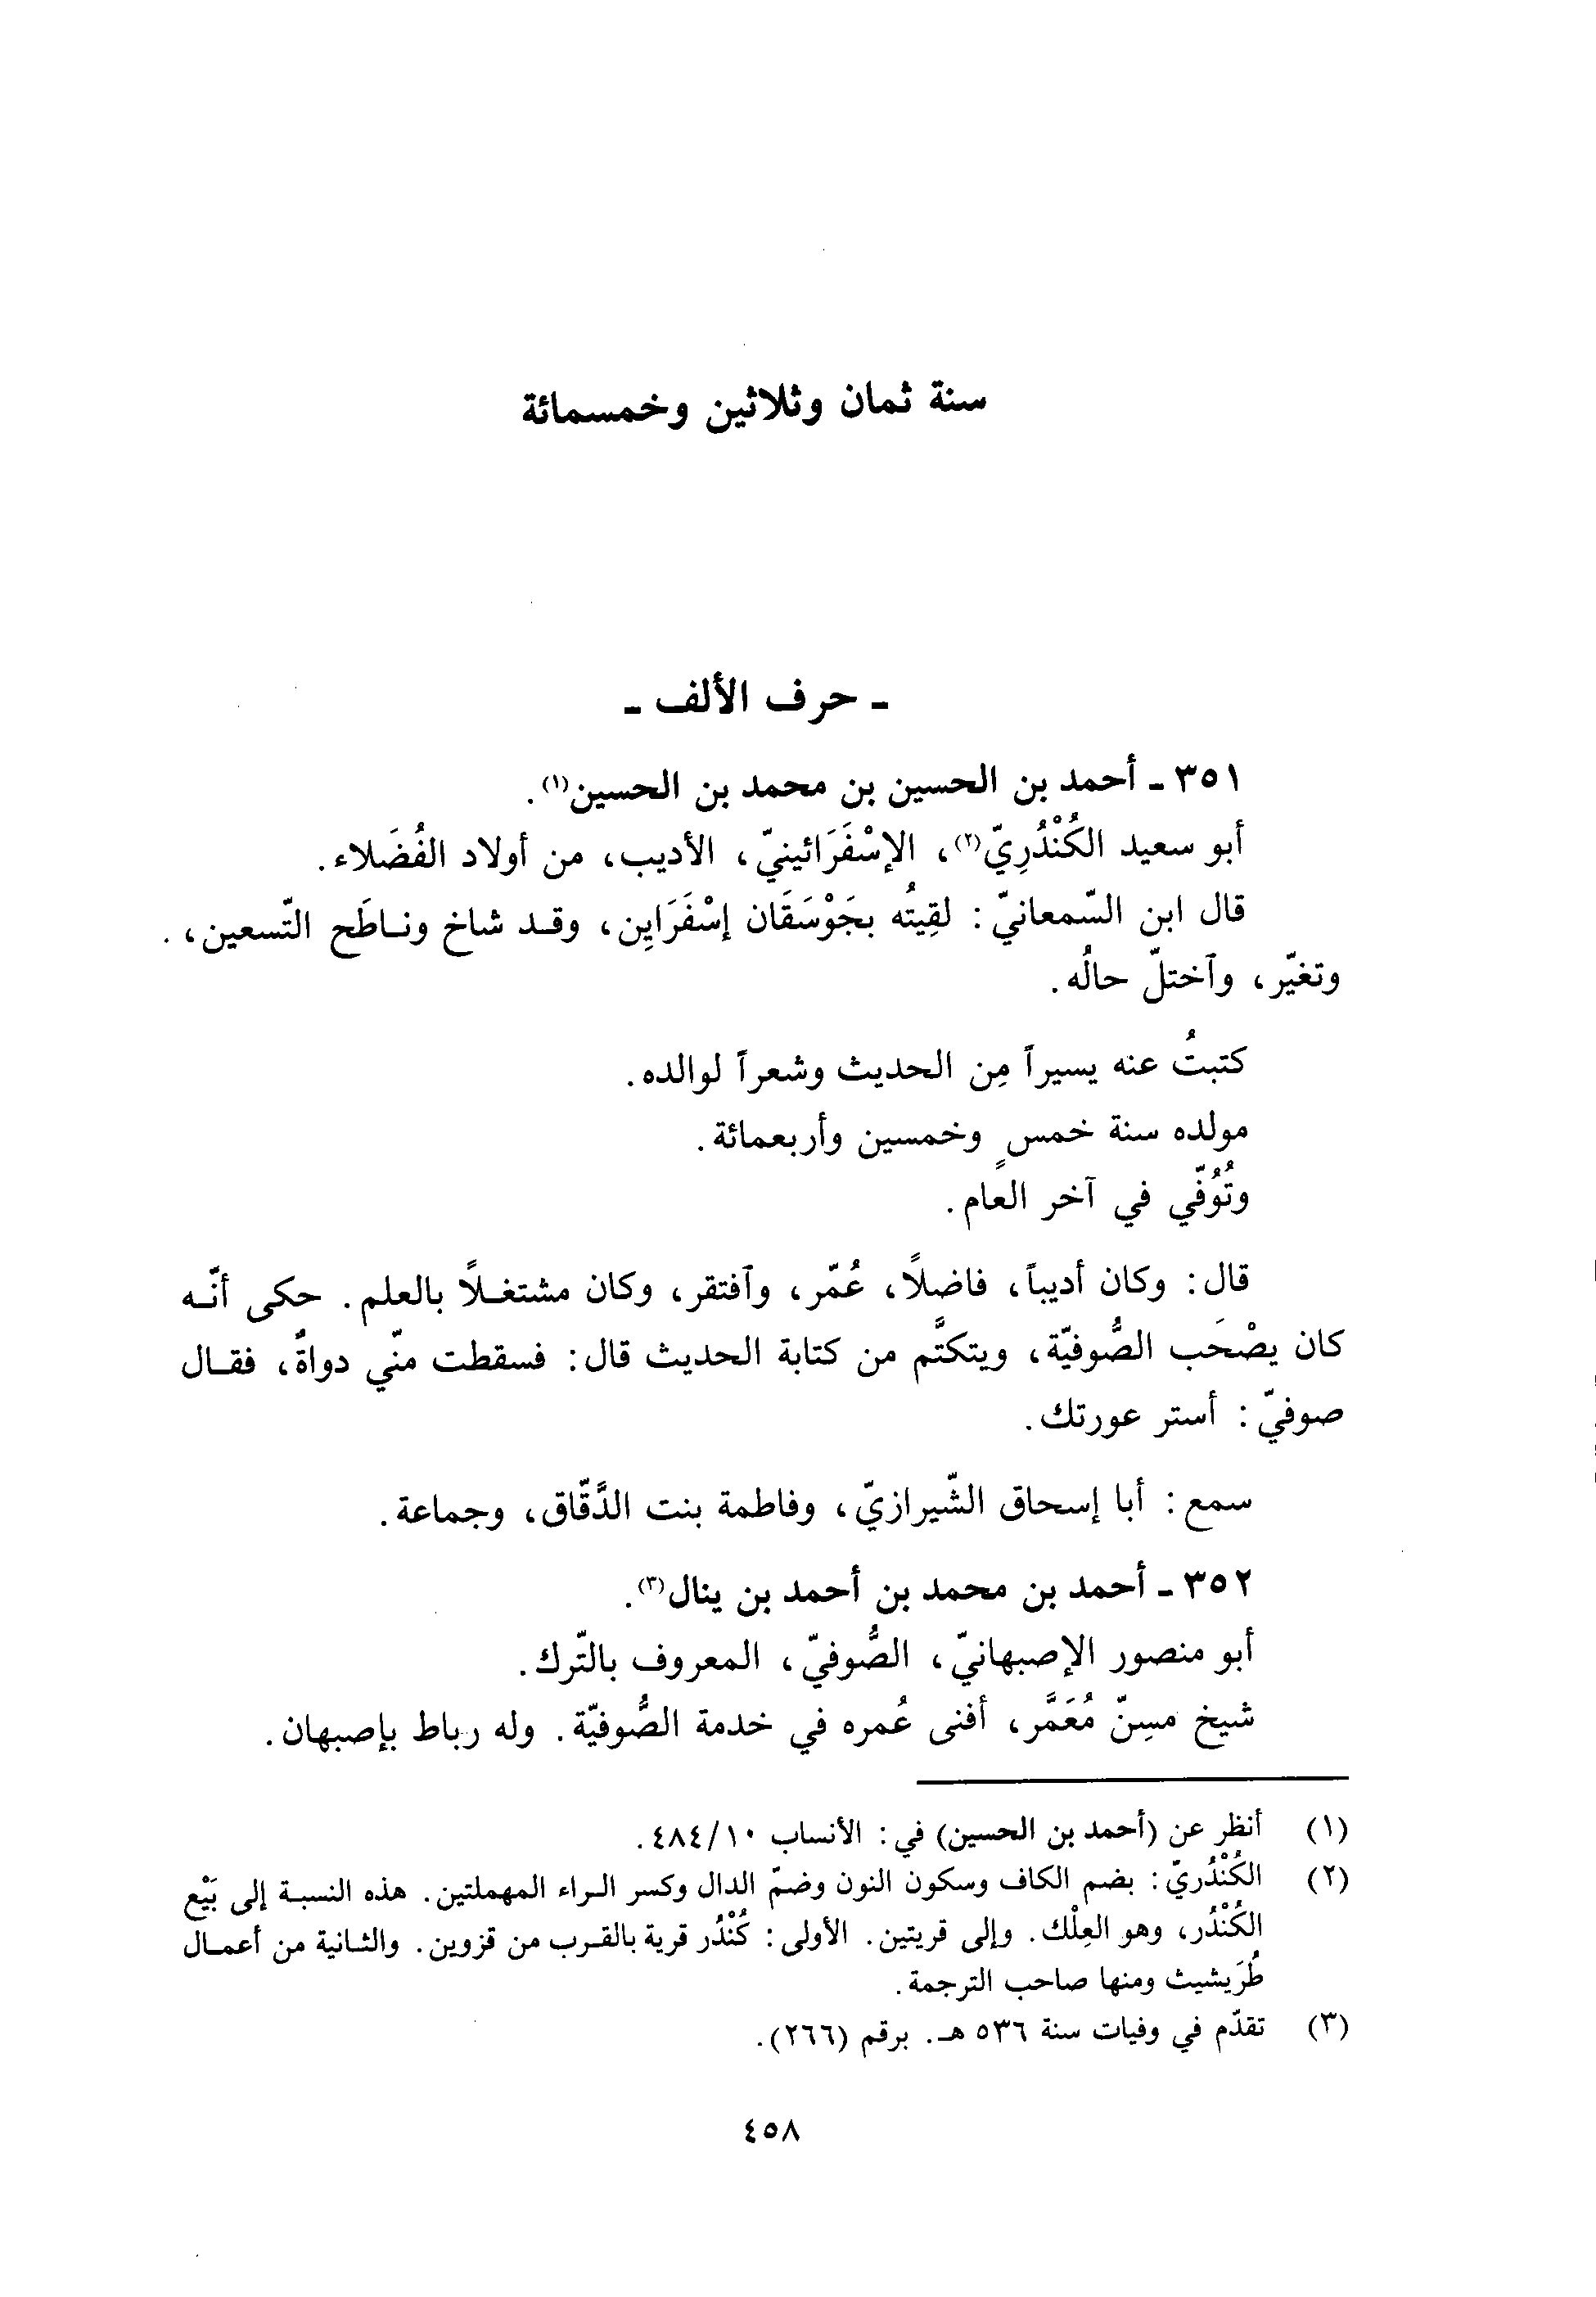 سنة ثمان وثلاثين وخمسمائة
ـ حرف الألف ـ
٣٥١ ـ أحمد بن الحسين بن محمد بن الحسين(١).
أبو سعيد الكُنْدُرِيّ(٢)، الإسْفَرَائينيّ، الأديب، من أولاد الفُضَلاء.
قال ابن السّمعانيّ: لقِيتُه بجَوْسَقَان إسْفَرَايِن، وقد شاخ وناطَح التّسعين،
وتغيّر، وآختلّ حالُه.
كتبتُ عنه يسيراً مِن الحديث وشعراً لوالده.
مولده سنة خمسٍ وخمسين وأربعمائة.
وتُوُفّي في آخر العام.
قال: وكان أديباً، فاضلاً، عُمّر، وآفتقر، وكان مشتغلاً بالعلم. حكى أنّه
كان يصْحَب الصُّوفيّة، ويتكتَّم من كتابة الحديث قال: فسقطت منّي دواةٌ، فقال
صوفيّ: أستر عورتك.
سمع: أبا إسحاق الشّيرازيّ، وفاطمة بنت الدَّقّاق، وجماعة.
٣٥٢ ـ أحمد بن محمد بن أحمد بن ينال(٣).
أبو منصور الإصبهانيّ، الصُّوفيّ، المعروف بالتّرك.
شيخ مسِنّ مُعَمَّر، أفنى عُمره في خدمة الصُّوفيّة. وله رباط بإصبهان.
(١) أنظر عن (أحمد بن الحسين) في: الأنساب ٤٨٤/١٠.
(٢) الكُنْدُريّ: بضم الكاف وسكون النون وضمّ الدال وكسر الراء المهملتين. هذه النسبة إلى بَيْع
الكُنْدُر، وهو العِلْك. وإلى قريتين. الأولى: كُنْدُر قرية بالقرب من قزوين. والثانية من أعمال
طُرَيشيث ومنها صاحب الترجمة.
(٣) تقدّم في وفيات سنة ٥٣٦ هـ. برقم (٢٦٦).
٤٥٨